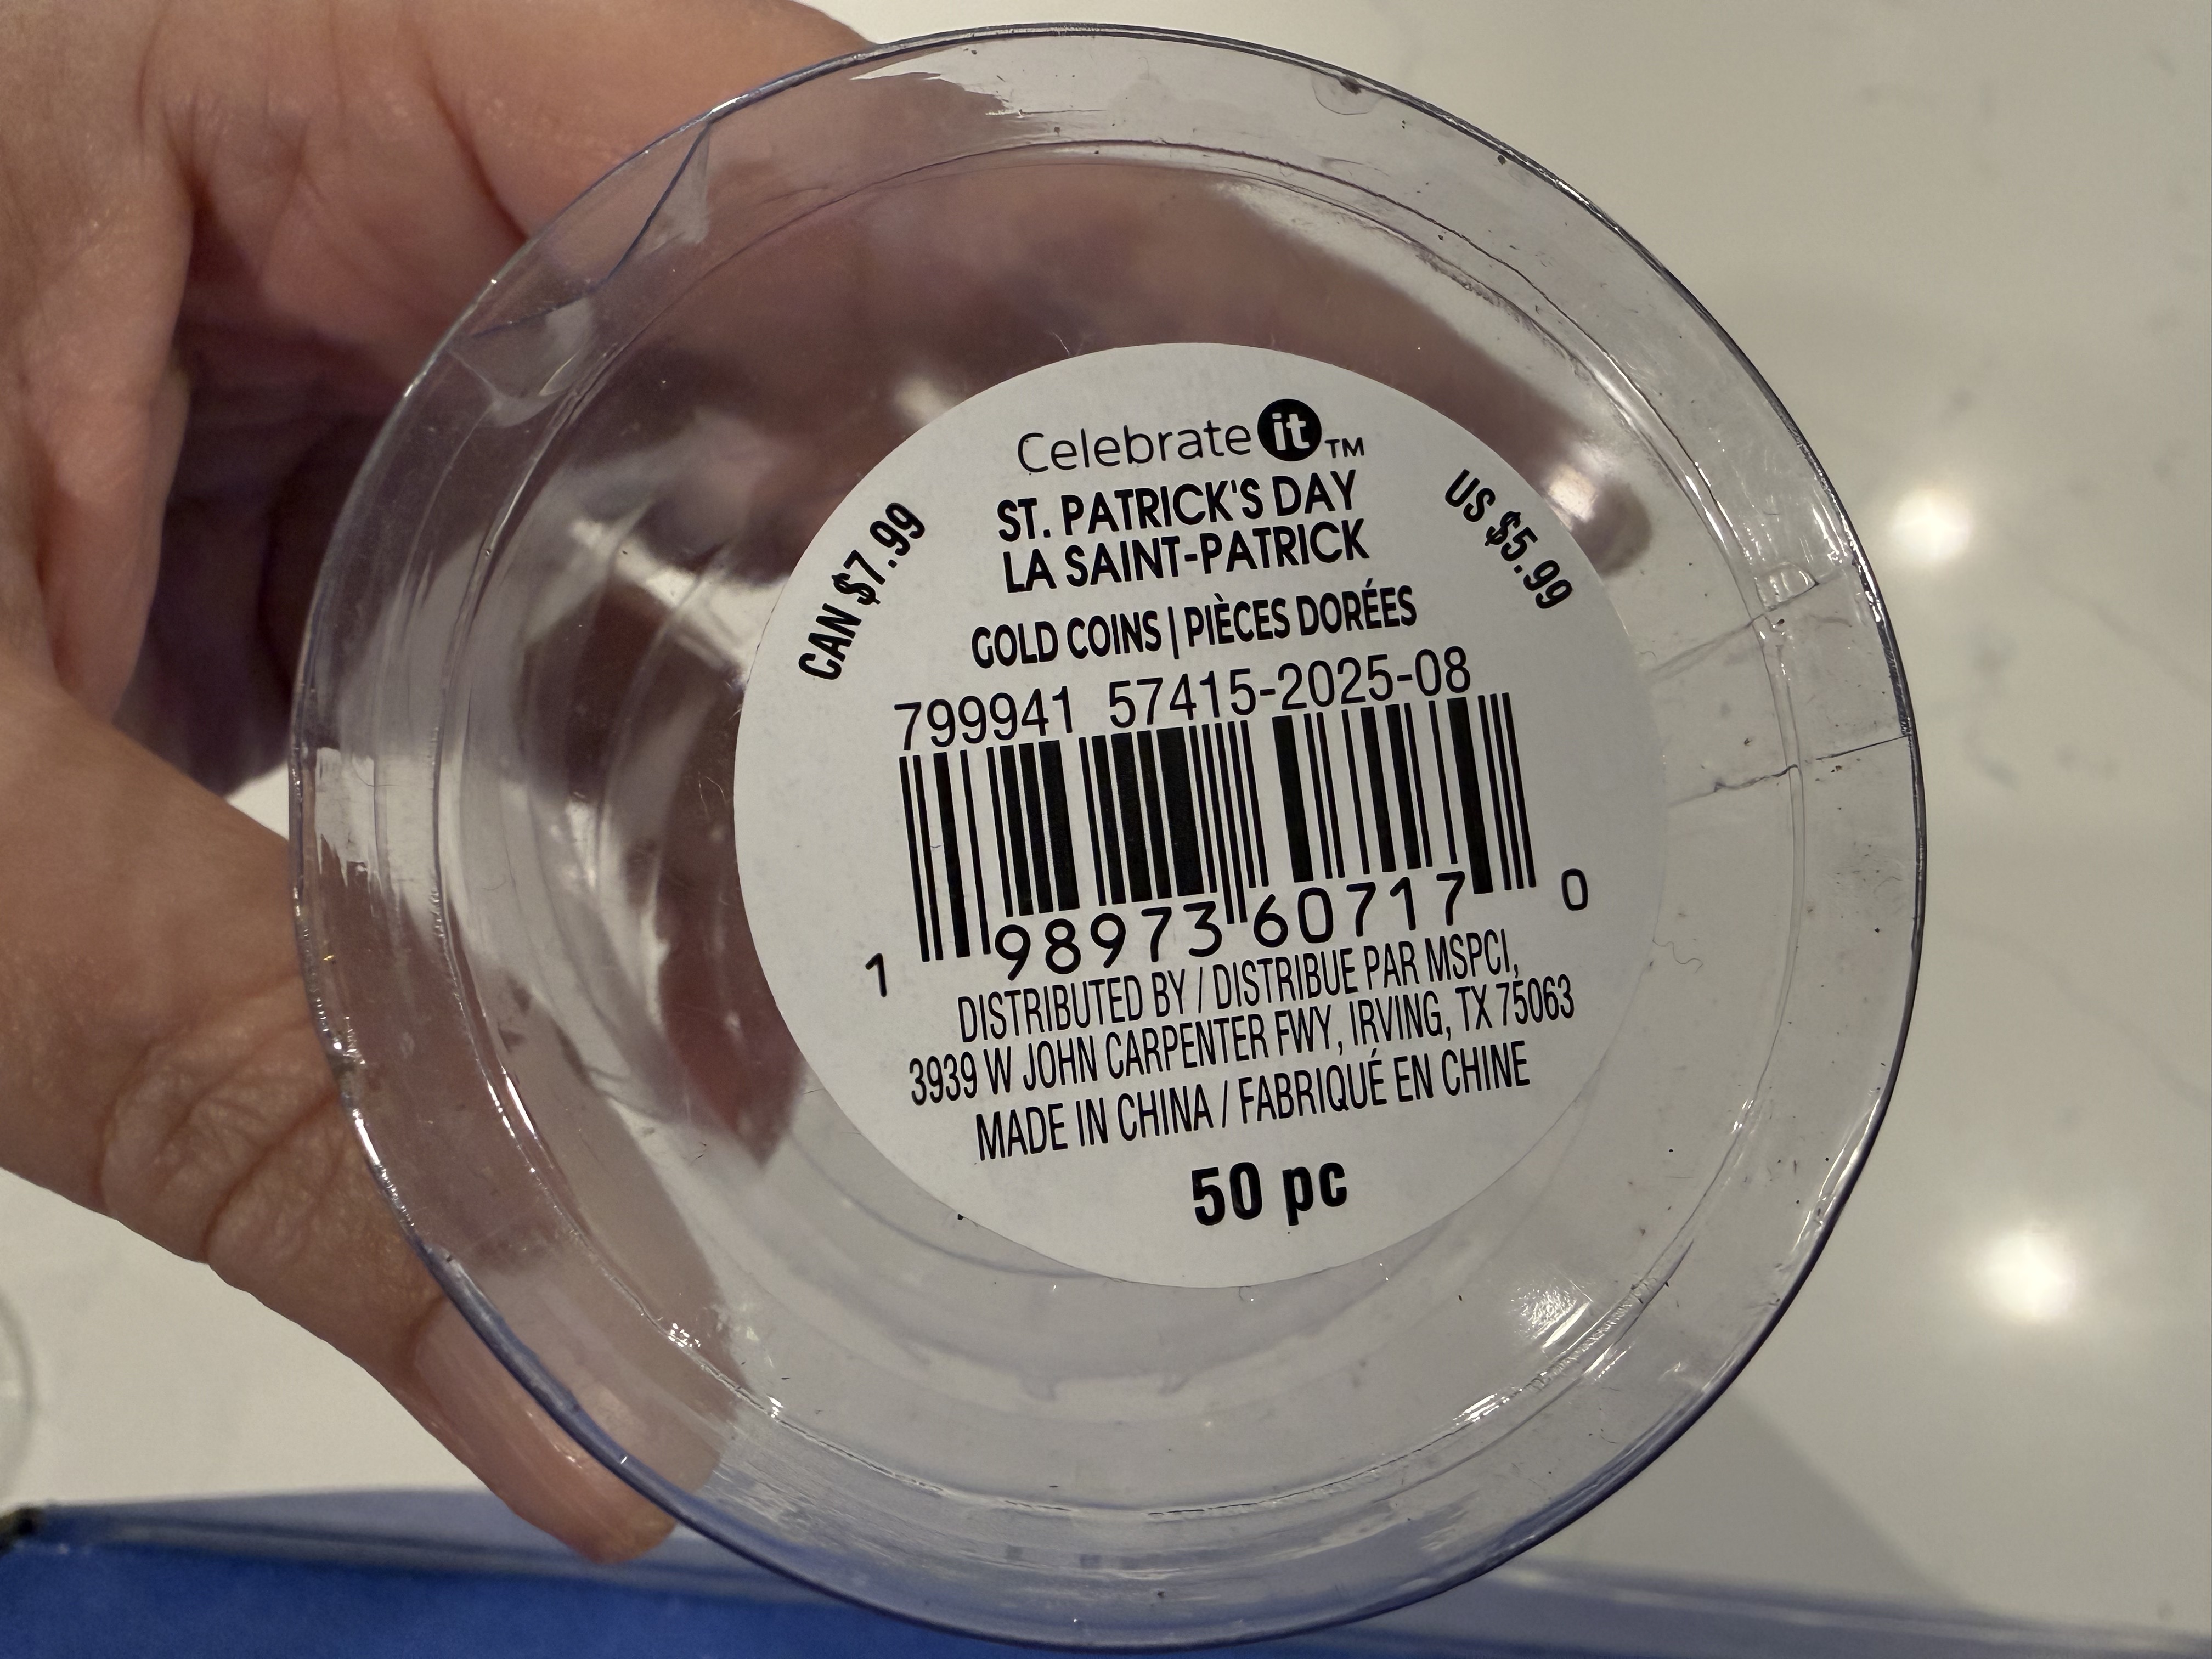 Celebrate it™
ST. PATRICK'S DAY
LA SAINT-PATRICK
CAN $7.99
US $5.99
GOLD COINS | PIÈCES DORÉES
799941 57415-2025-08
1 98973 60717 0
DISTRIBUTED BY / DISTRIBUE PAR MSPCI,
3939 W JOHN CARPENTER FWY, IRVING, TX 75063
MADE IN CHINA / FABRIQUÉ EN CHINE
50 pc